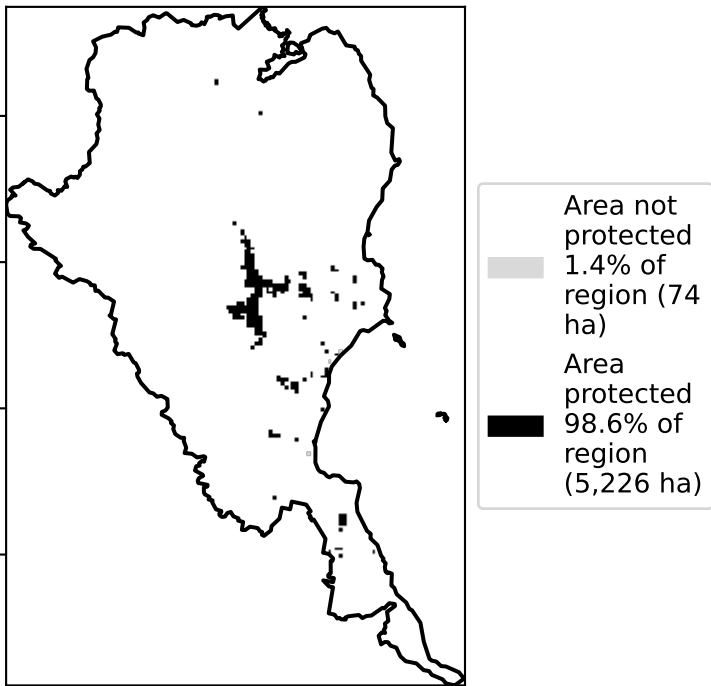 Area not
protected
1.4% of
region (74
ha)
Area
protected
98.6% of
region
(5,226 ha)